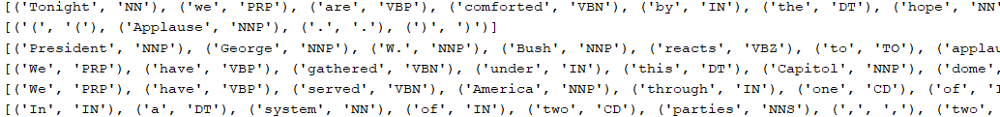 [('Tonight', 'NN'), ('we', 'PRP'), ('are', 'VBP'), ('comforted', 'VBN'), ('by', 'IN'), ('the', 'DT'), ('hope', 'NN'
[('(', '('), ('Applause', 'NNP'), ('.', '.'), (')', ')')]
[('President', 'NNP'), ('George', 'NNP'), ('W.', 'NNP'), ('Bush', 'NNP'), ('reacts', 'VBZ'), ('to', 'TO'), ('applau
[('We', 'PRP'), ('have', 'VBP'), ('gathered', 'VBN'), ('under', 'IN'), ('this', 'DT'), ('Capitol', 'NNP'), ('dome',
[('We', 'PRP'), ('have', 'VBP'), ('served', 'VBN'), ('America', 'NNP'), ('through', 'IN'), ('one', 'CD'), ('of', 'I
[('In', 'IN'), ('a', 'DT'), ('system', 'NN'), ('of', 'IN'), ('two', 'CD'), ('parties', 'NNS'), (',', ','), ('two',